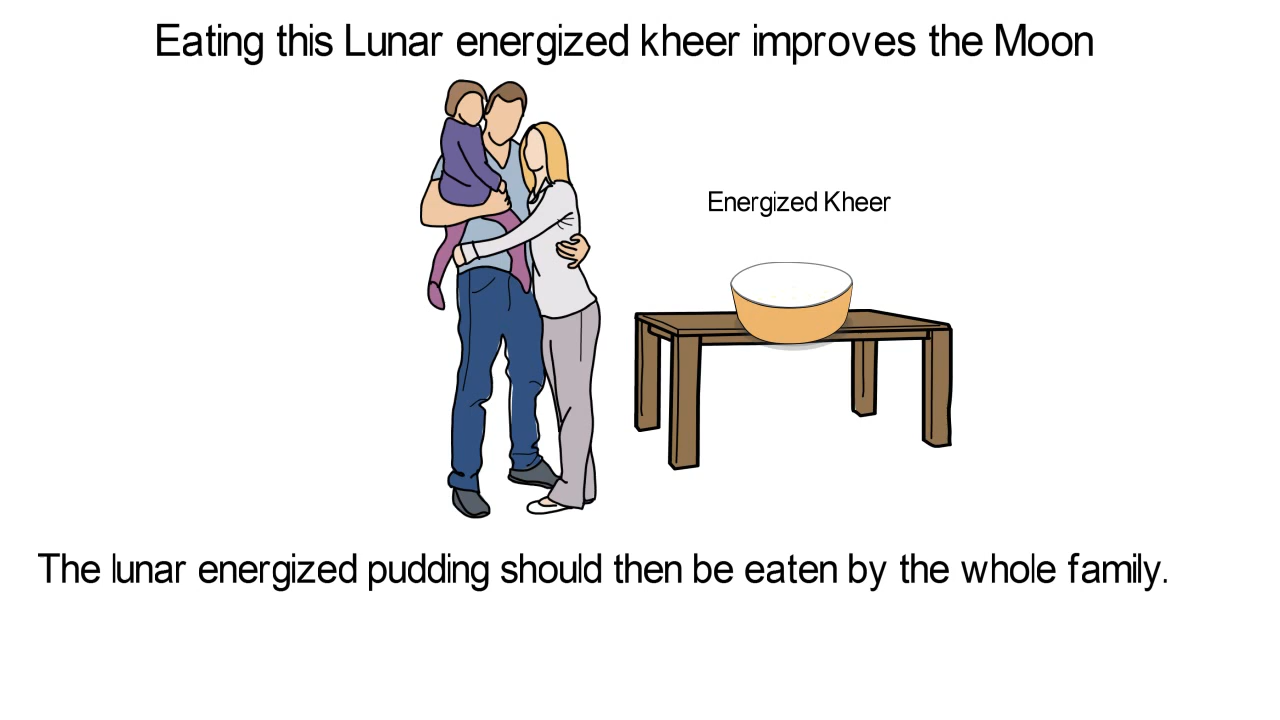 Eating this Lunar energized kheer improves the Moon
Energized Kheer
The lunar energized pudding should then be eaten by the whole family.